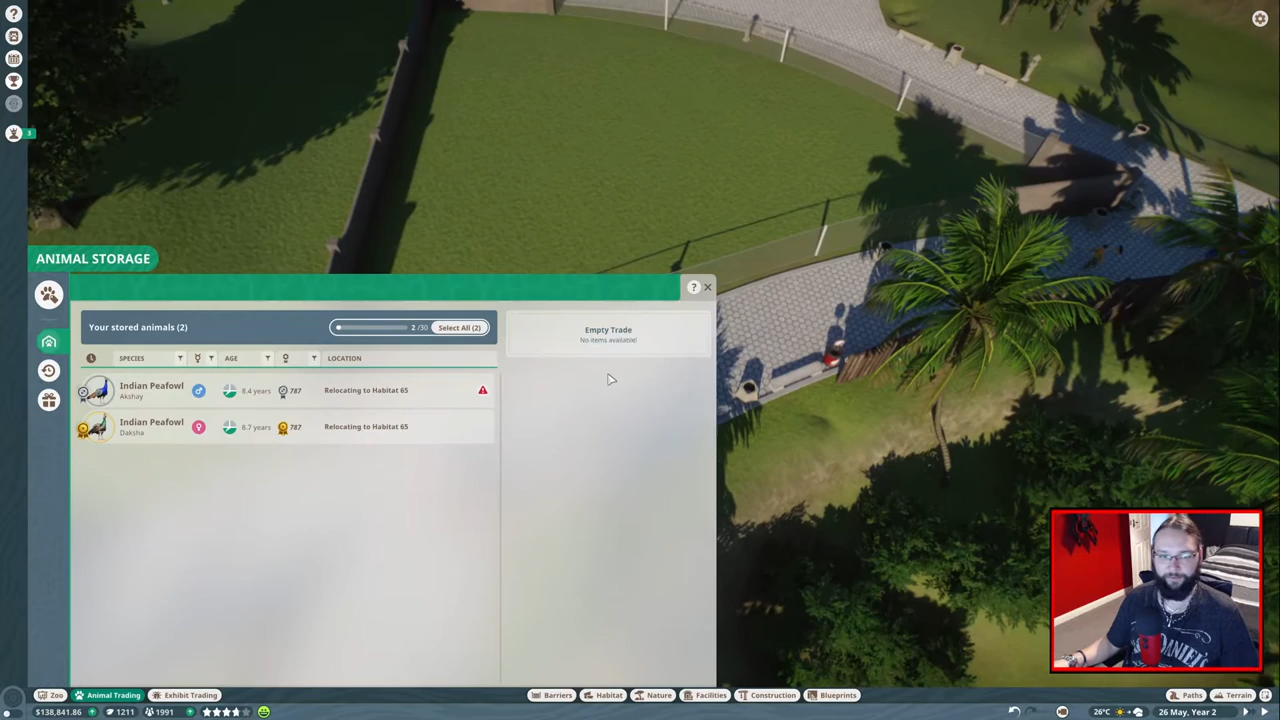 3
ANIMAL STORAGE
?
Your stored animals (2)
2 /30
Select All (2)
Empty Trade
No items available!
SPECIES
AGE
LOCATION
Indian Peafowl
Akshay
8.4 years
787
Relocating to Habitat 65
Indian Peafowl
Daksha
8.7 years
787
Relocating to Habitat 65
Zoo
Animal Trading
Exhibit Trading
Barriers
Habitat
Nature
Facilities
Construction
Blueprints
Paths
Terrain
$138,841.86
1211
1991
26°C
26 May, Year 2